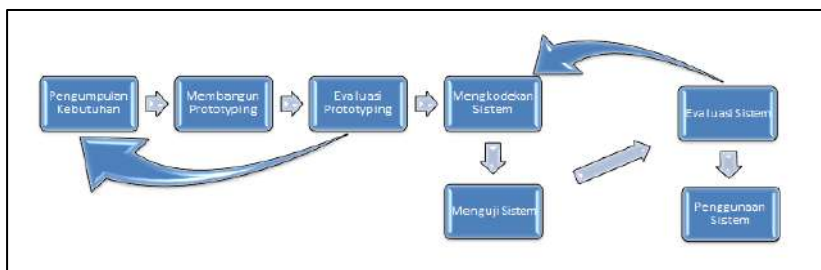 Pengumpulan
Kebutuhan
Membangun
Prototyping
Evaluasi
Prototyping
Mengkodekan
Sistem
Menguji Sistem
Evaluasi Sistem
Penggunaan
Sistem